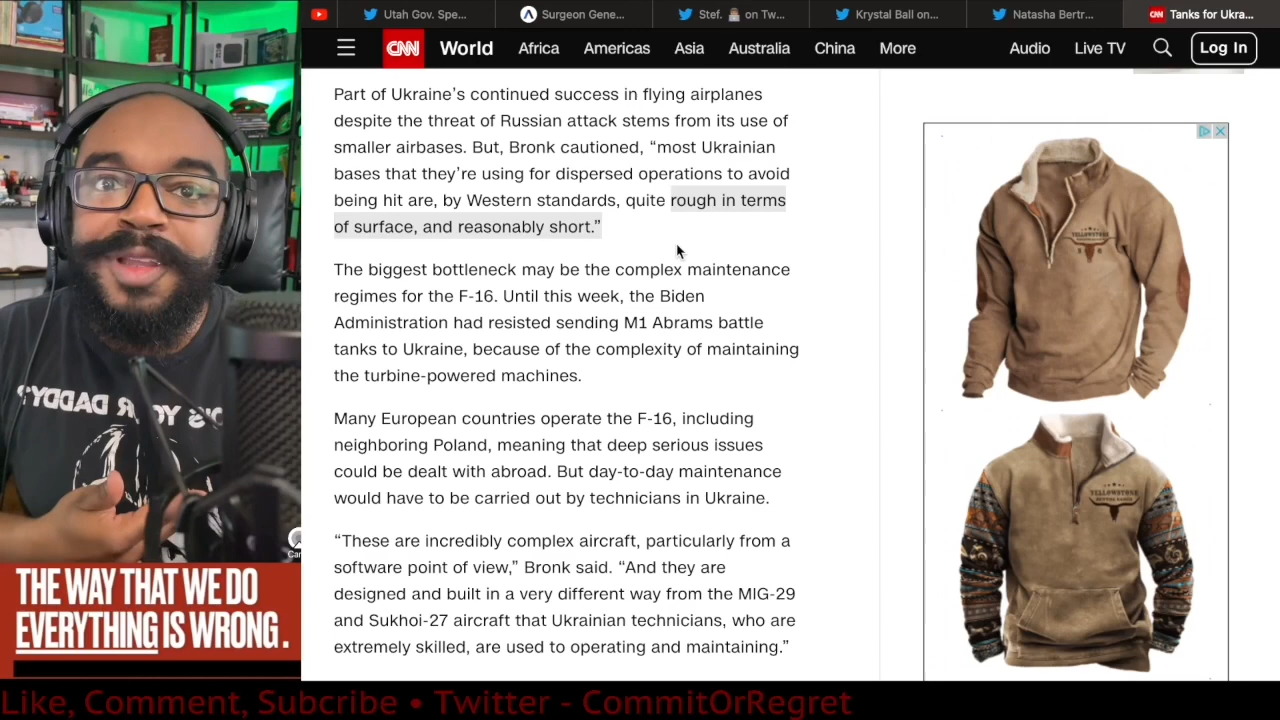 Utah Gov. Spe...
Surgeon Gene...
Stef. on Tw...
Krystal Ball on...
Natasha Bertr...
CNN
Tanks for Ukra...
CNN
World
Africa
Americas
Asia
Australia
China
More
Audio
Live TV
Log In
Part of Ukraine’s continued success in flying airplanes
despite the threat of Russian attack stems from its use of
smaller airbases. But, Bronk cautioned, “most Ukrainian
bases that they’re using for dispersed operations to avoid
being hit are, by Western standards, quite rough in terms
of surface, and reasonably short.”
The biggest bottleneck may be the complex maintenance
regimes for the F-16. Until this week, the Biden
Administration had resisted sending M1 Abrams battle
tanks to Ukraine, because of the complexity of maintaining
the turbine-powered machines.
Many European countries operate the F-16, including
neighboring Poland, meaning that deep serious issues
could be dealt with abroad. But day-to-day maintenance
would have to be carried out by technicians in Ukraine.
“These are incredibly complex aircraft, particularly from a
software point of view,” Bronk said. “And they are
designed and built in a very different way from the MIG-29
and Sukhoi-27 aircraft that Ukrainian technicians, who are
extremely skilled, are used to operating and maintaining.”
YELLOWSTONE
YELLOWSTONE
YOUR DADDY?
THE WAY THAT WE DO
EVERYTHING IS WRONG.
Like, Comment, Subcribe • Twitter - CommitOrRegret